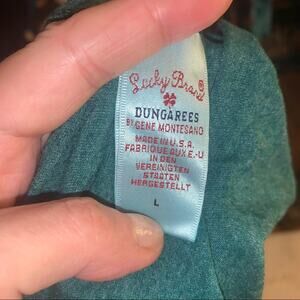 Lucky Brand
DUNGAREES
BY GENE MONTESANO
MADE IN U.S.A.
FABRIQUE AUX E.-U
IN DEN
VEREINIGTEN
STAATEN
HERGESTELLT
L